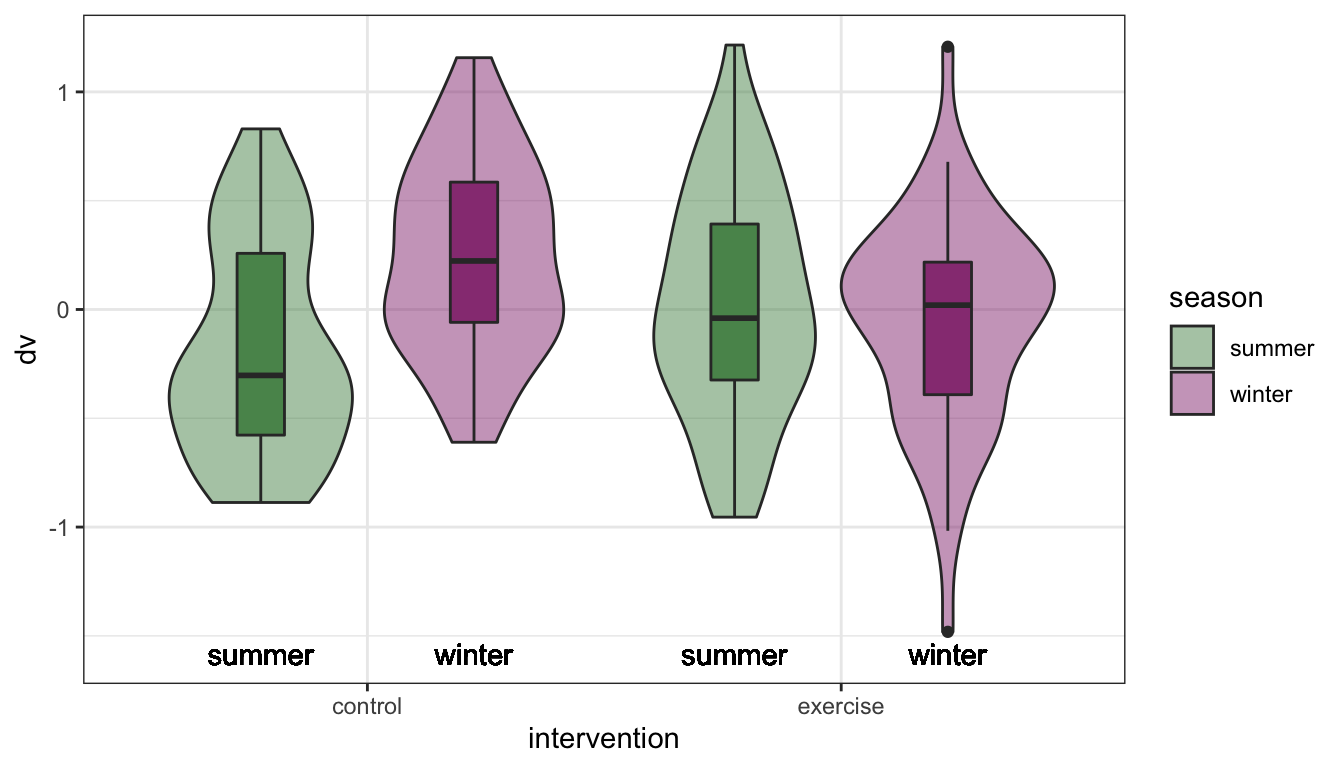 dv
1
0
-1
summer winter summer winter
control exercise
intervention
season
summer
winter